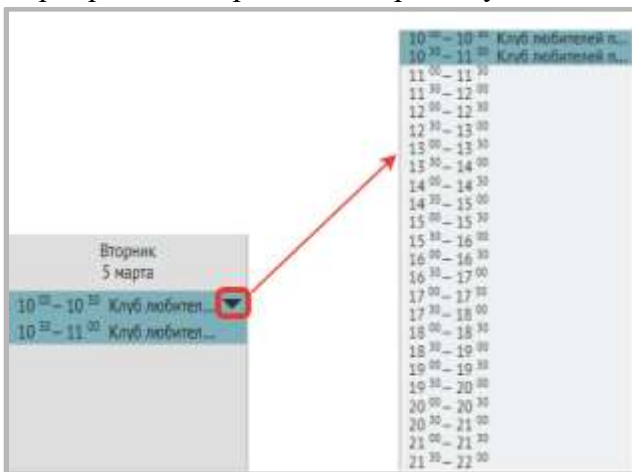 Вторник
5 марта
10 00 – 10 30 Клуб любител...
10 30 – 11 00 Клуб любител...
10 00 – 10 30 Клуб любителей п...
10 30 – 11 00 Клуб любителей п...
11 00 – 11 30
11 30 – 12 00
12 00 – 12 30
12 30 – 13 00
13 00 – 13 30
13 30 – 14 00
14 00 – 14 30
14 30 – 15 00
15 00 – 15 30
15 30 – 16 00
16 00 – 16 30
16 30 – 17 00
17 00 – 17 30
17 30 – 18 00
18 00 – 18 30
18 30 – 19 00
19 00 – 19 30
19 30 – 20 00
20 00 – 20 30
20 30 – 21 00
21 00 – 21 30
21 30 – 22 00